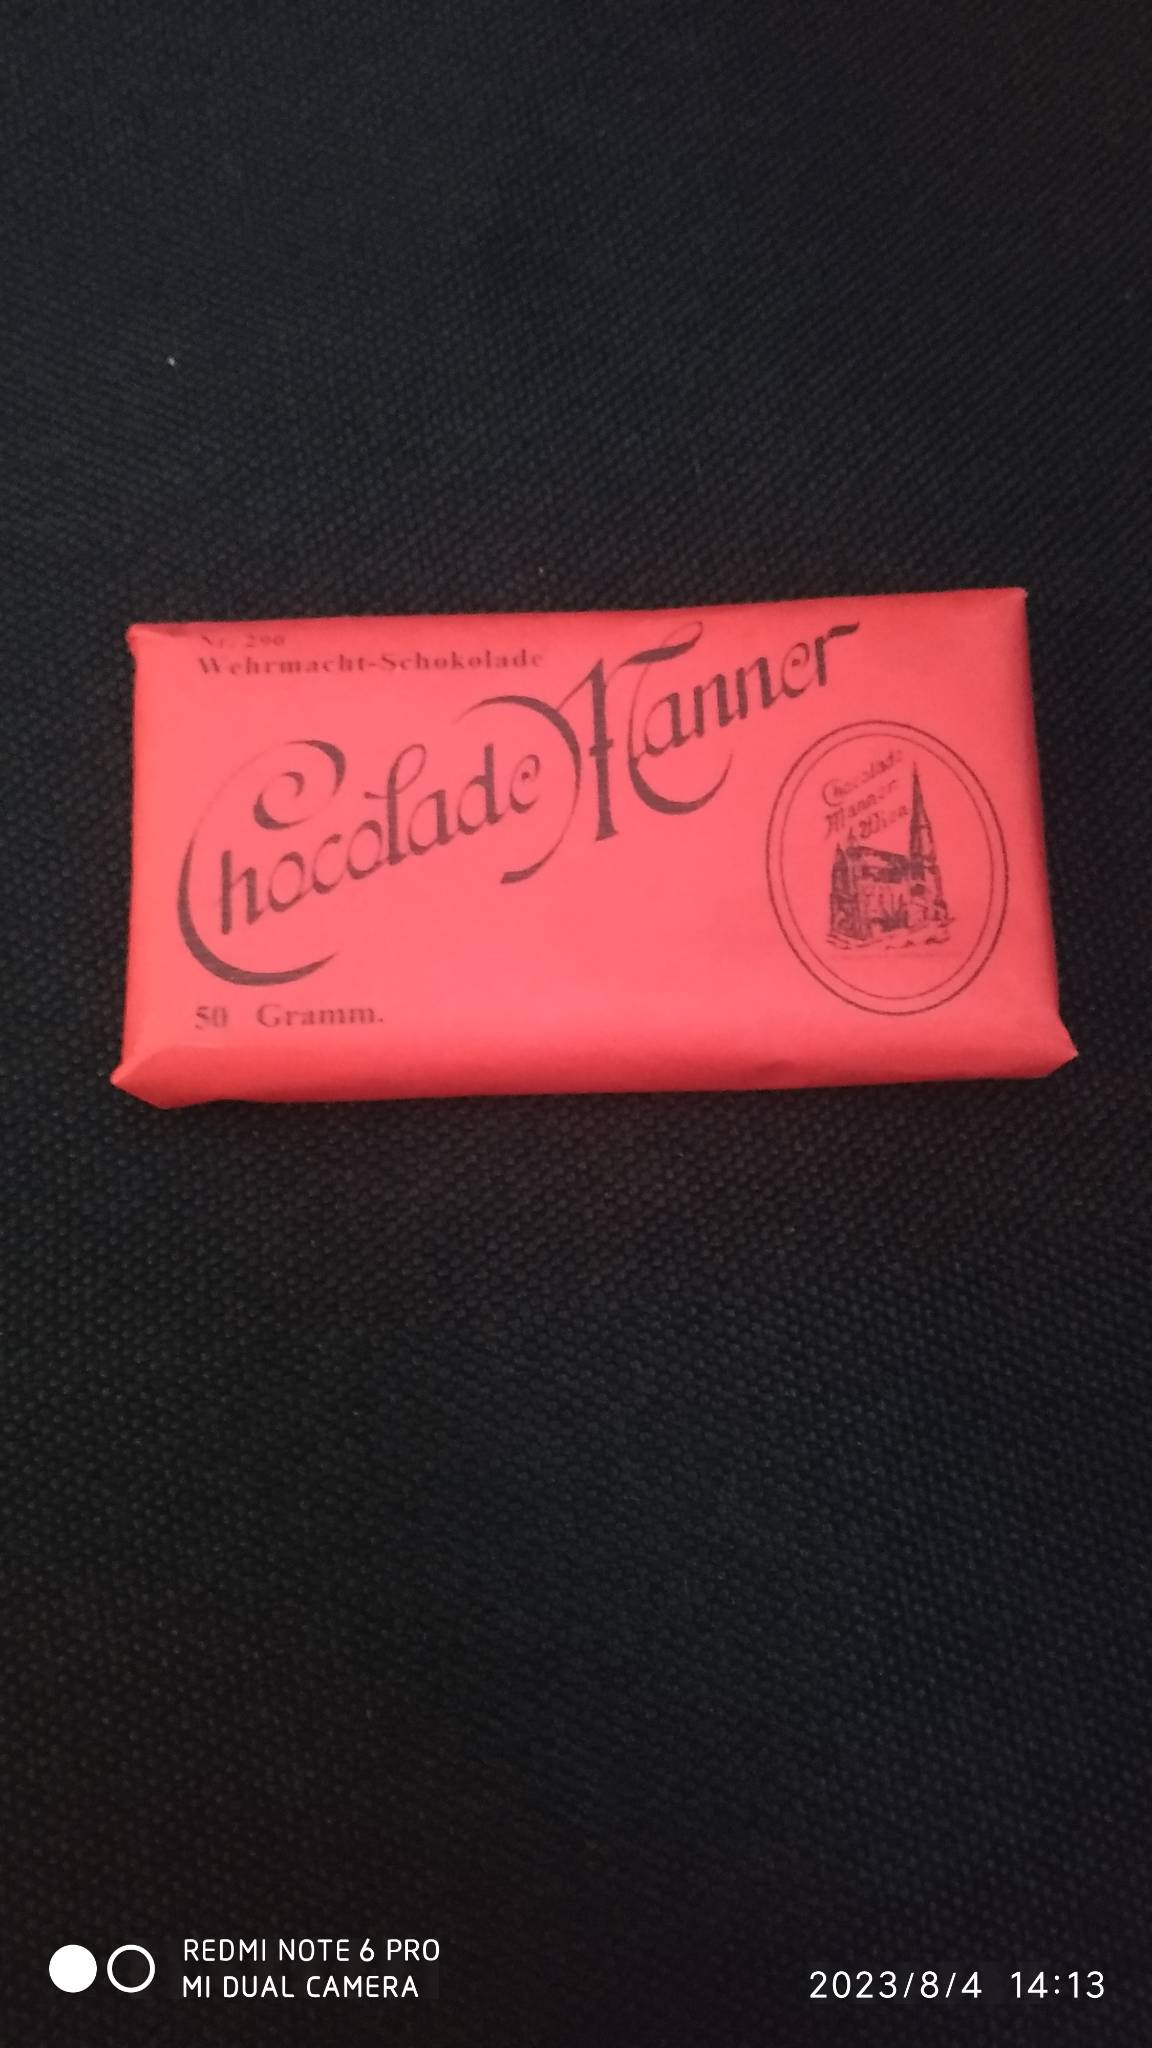 Nr. 290
Wehrmacht-Schokolade
Chocolade Manner
Chocolade
Manner
Wien
50 Gramm.
REDMI NOTE 6 PRO
MI DUAL CAMERA
2023/8/4 14:13